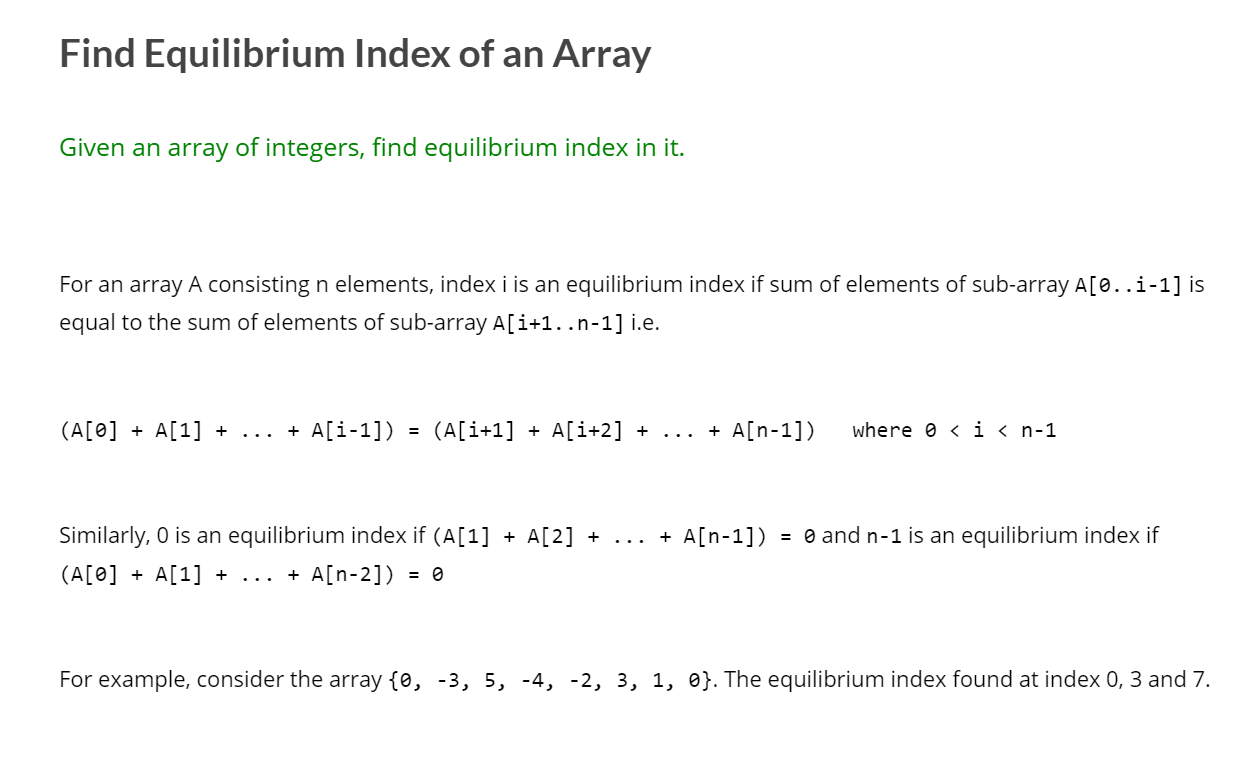 Find Equilibrium Index of an Array
Given an array of integers, find equilibrium index in it.
For an array A consisting n elements, index i is an equilibrium index if sum of elements of sub-array A[0..i-1] is
equal to the sum of elements of sub-array A[i+1..n-1] i.e.
(A[0] + A[1] + ... + A[i-1]) = (A[i+1] + A[i+2] + ... + A[n-1])   where 0 < i < n-1
Similarly, 0 is an equilibrium index if (A[1] + A[2] + ... + A[n-1]) = 0 and n-1 is an equilibrium index if
(A[0] + A[1] + ... + A[n-2]) = 0
For example, consider the array {0, -3, 5, -4, -2, 3, 1, 0}. The equilibrium index found at index 0, 3 and 7.